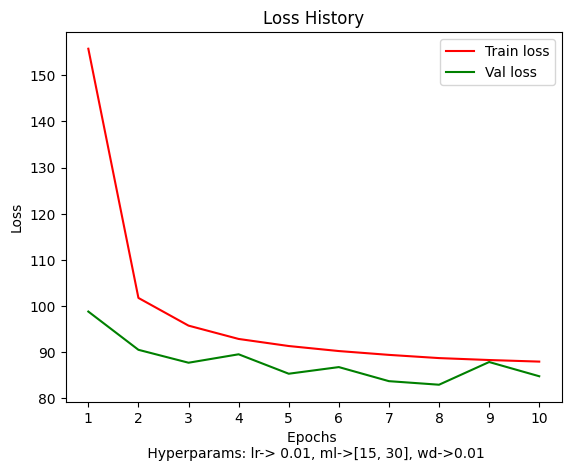 Loss History
Train loss
Val loss
Loss
150
140
130
120
110
100
90
80
1 2 3 4 5 6 7 8 9 10
Epochs
Hyperparams: lr-> 0.01, ml->[15, 30], wd->0.01